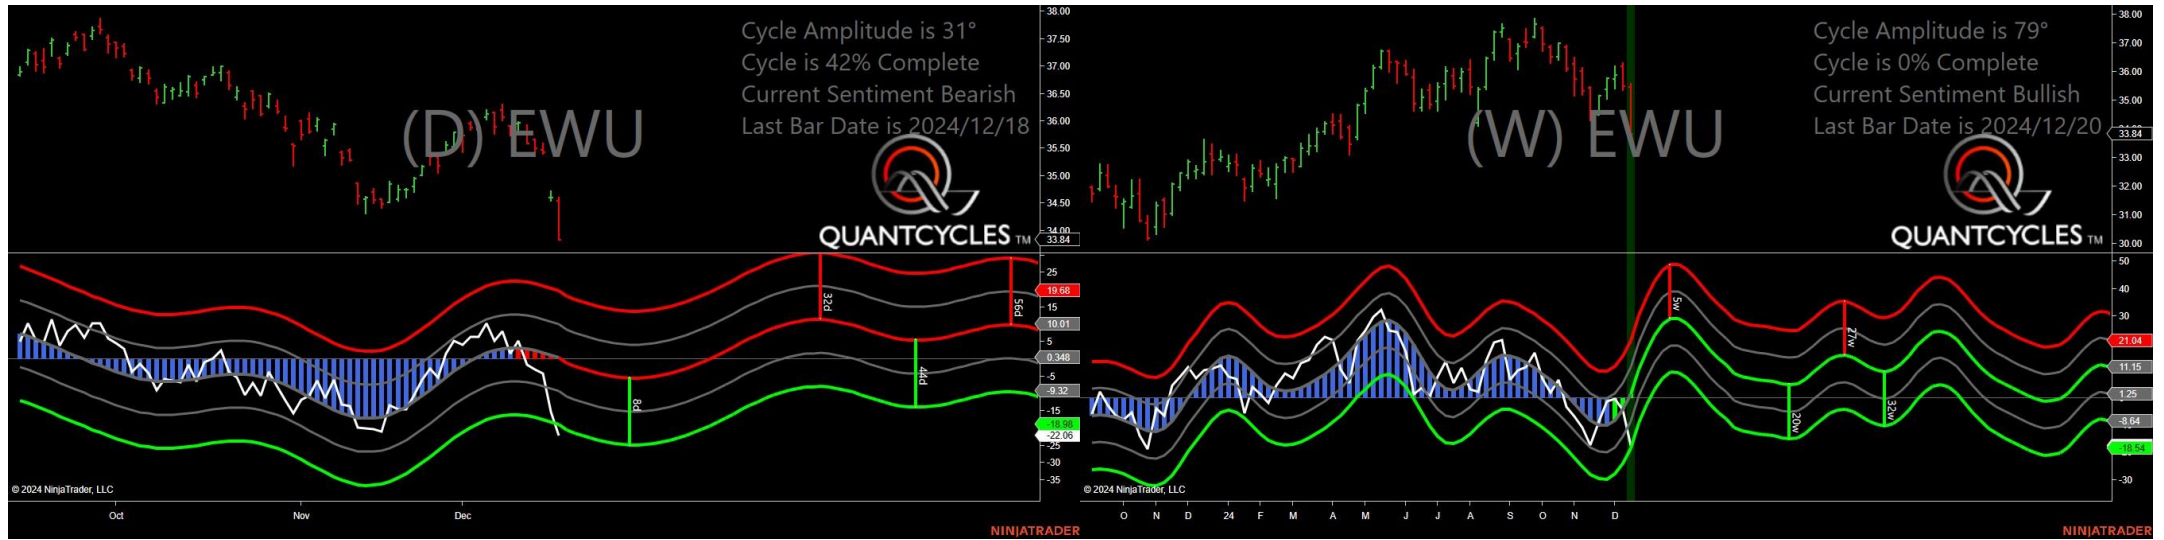 Cycle Amplitude is 31°
Cycle is 42% Complete
Current Sentiment Bearish
Last Bar Date is 2024/12/18
(D) EWU
QUANTCYCLES TM
38.00
37.50
37.00
36.50
36.00
35.50
35.00
34.50
34.00
33.84
25
19.68
15
10.01
5
0.348
-5
-9.32
-15
-18.98
-22.06
-25
-30
-35
32d
56d
44d
8d
© 2024 NinjaTrader, LLC
Oct Nov Dec
NINJATRADER
Cycle Amplitude is 79°
Cycle is 0% Complete
Current Sentiment Bullish
Last Bar Date is 2024/12/20
(W) EWU
QUANTCYCLES TM
38.00
37.00
36.00
35.00
33.84
33.00
32.00
31.00
30.00
50
40
30
21.04
11.15
1.25
-8.64
-18.54
-30
5w
27w
20w
32w
© 2024 NinjaTrader, LLC
O N D 24 F M A M J J A S O N D
NINJATRADER